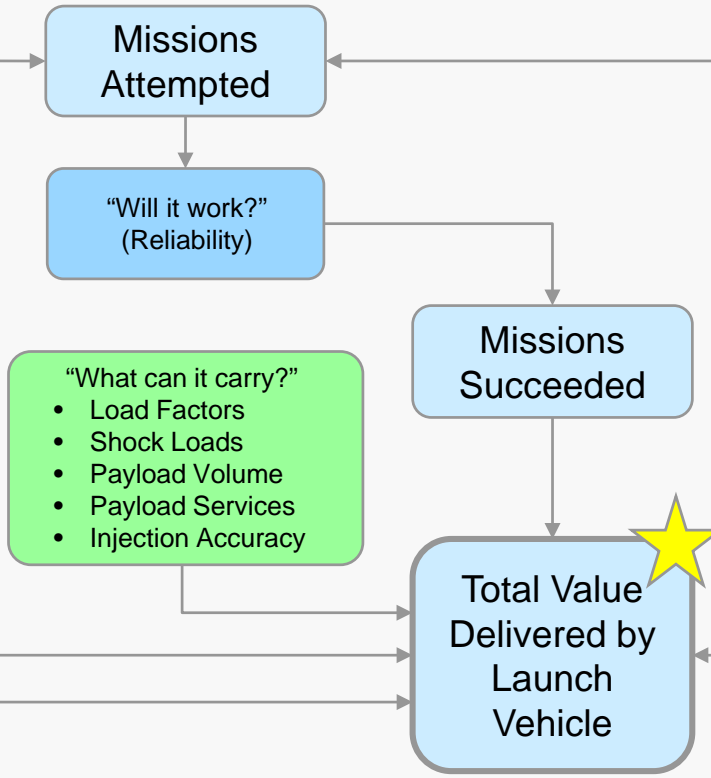 Missions
Attempted
“Will it work?”
(Reliability)
Missions
Succeeded
“What can it carry?”
• Load Factors
• Shock Loads
• Payload Volume
• Payload Services
• Injection Accuracy
Total Value
Delivered by
Launch
Vehicle